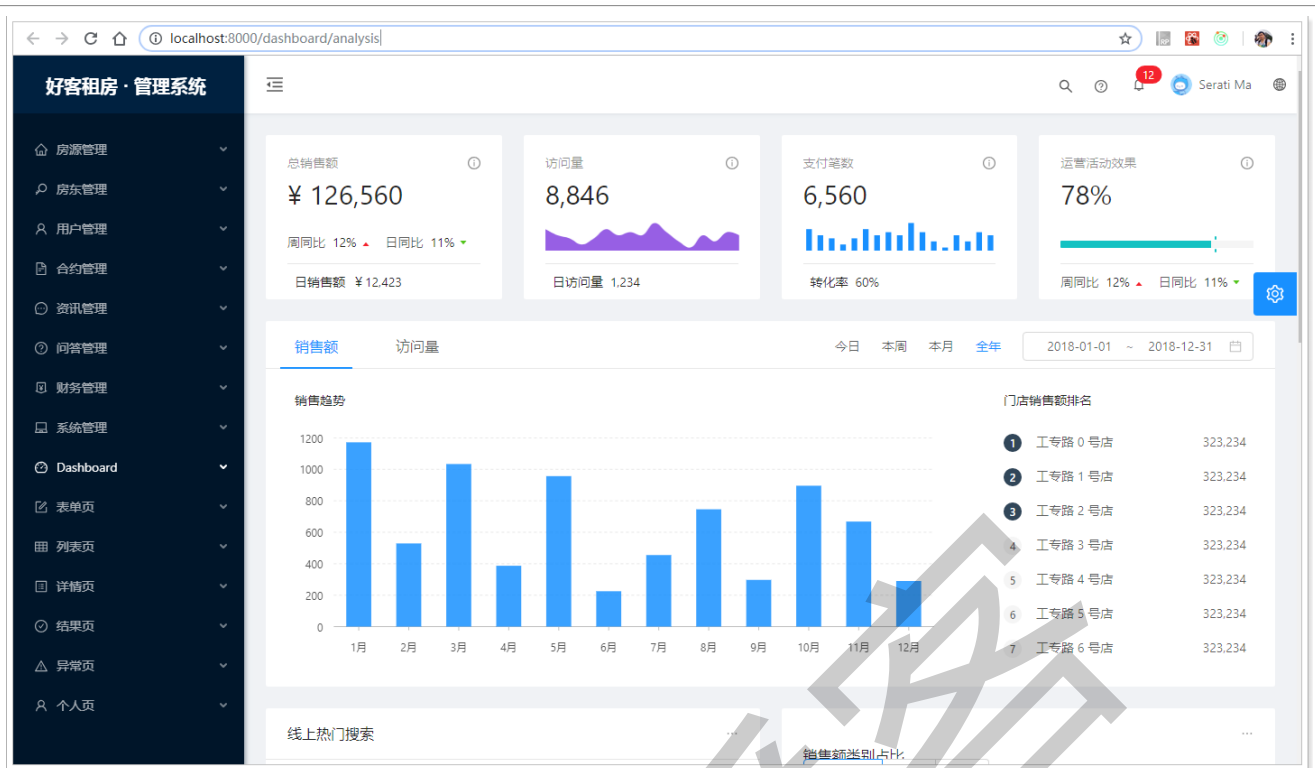 localhost:8000/dashboard/analysis
RP
好客租房·管理系统
12
Serati Ma
房源管理
房东管理
用户管理
合约管理
资讯管理
问答管理
财务管理
系统管理
Dashboard
表单页
列表页
详情页
结果页
异常页
个人页
总销售额
¥ 126,560
周同比 12% 日同比 11%
日销售额 ¥12,423
访问量
8,846
日访问量 1,234
支付笔数
6,560
转化率 60%
运营活动效果
78%
周同比 12% 日同比 11%
销售额 访问量 今日 本周 本月 全年 2018-01-01 ~ 2018-12-31
销售趋势
1200
1000
800
600
400
200
0
1月 2月 3月 4月 5月 6月 7月 8月 9月 10月 11月 12月
门店销售额排名
1 工专路 0 号店 323,234
2 工专路 1 号店 323,234
3 工专路 2 号店 323,234
4 工专路 3 号店 323,234
5 工专路 4 号店 323,234
6 工专路 5 号店 323,234
7 工专路 6 号店 323,234
线上热门搜索 ...
销售额类别占比 ...